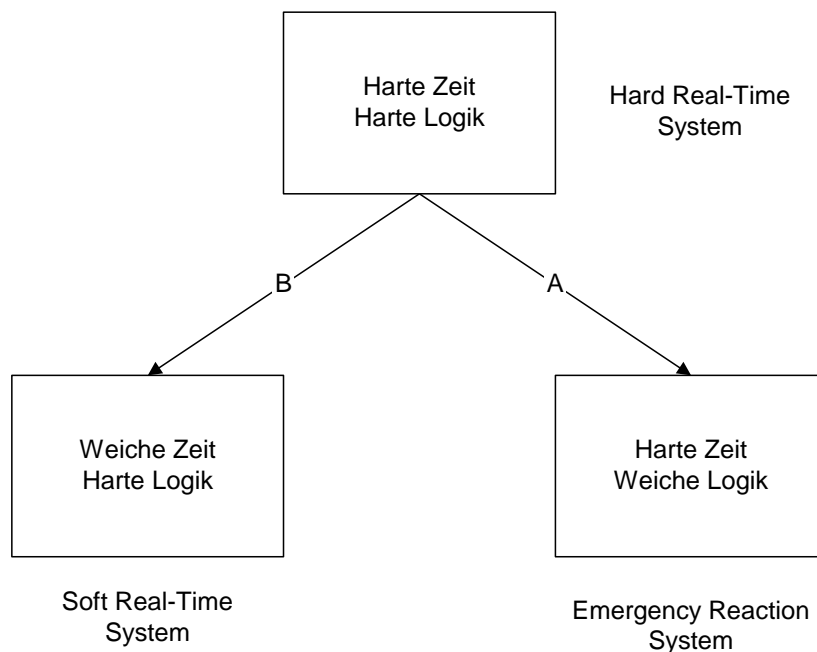 Harte Zeit
Harte Logik
Hard Real-Time
System
B
A
Weiche Zeit
Harte Logik
Harte Zeit
Weiche Logik
Soft Real-Time
System
Emergency Reaction
System